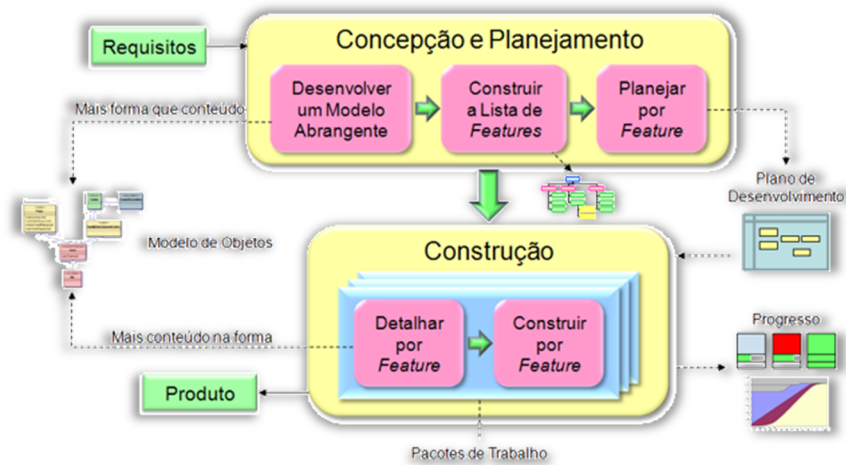 Requisitos
Concepção e Planejamento
Desenvolver
um Modelo
Abrangente
Construir
a Lista de
Features
Planejar
por
Feature
Mais forma que conteúdo
Plano de
Desenvolvimento
Modelo de Objetos
Construção
Detalhar
por
Feature
Construir
por
Feature
Mais conteúdo na forma
Progresso
Produto
Pacotes de Trabalho